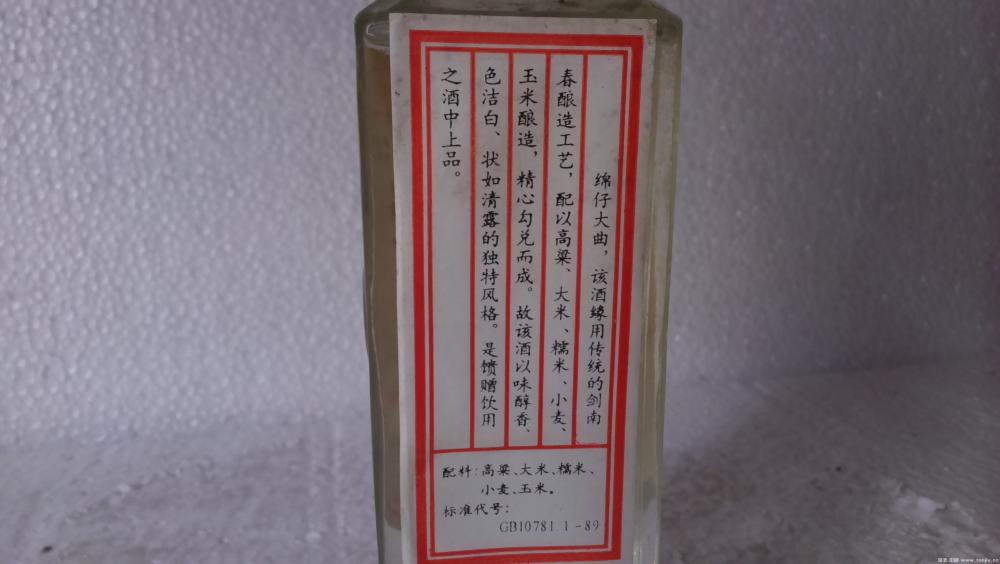 绵仔大曲，该酒缘用传统的剑南
春酿造工艺，配以高粱、大米、糯米、小麦、
玉米酿造，精心勾兑而成。故该酒以味醇香、
色洁白、状如清露的独特风格。是馈赠饮用
之酒中上品。
配料：高粱、大米、糯米、
小麦、玉米。
标准代号：
GB10781.1-89